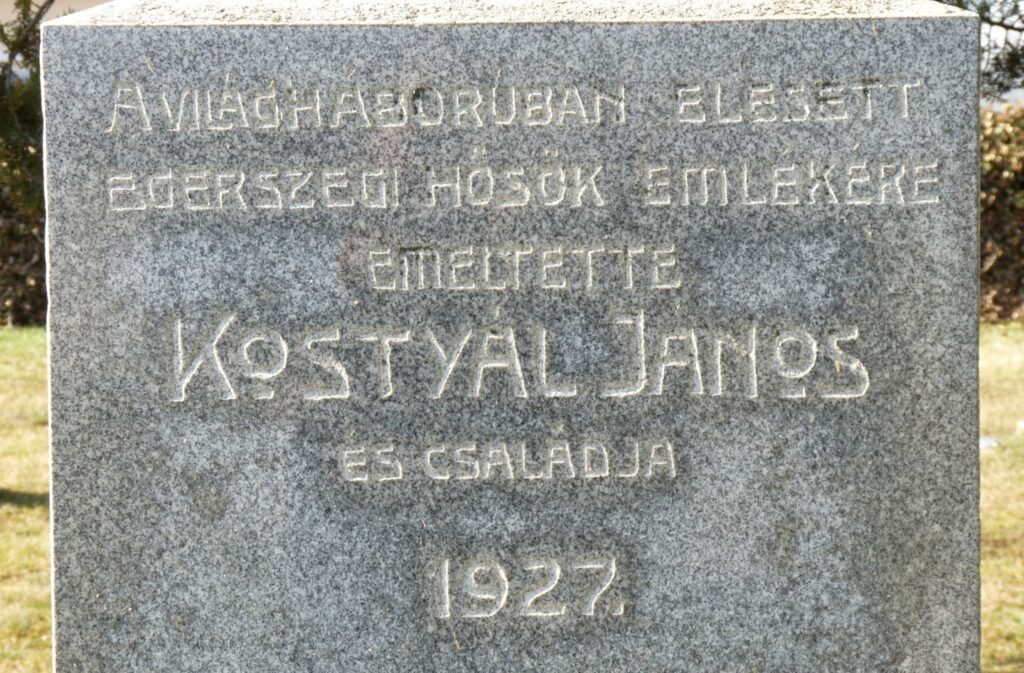 A VILÁGHÁBORÚBAN ELESETT
EGERSZEGI HŐSÖK EMLÉKÉRE
EMELTETTE
KOSTYÁL JÁNOS
ÉS CSALÁDJA
1927.